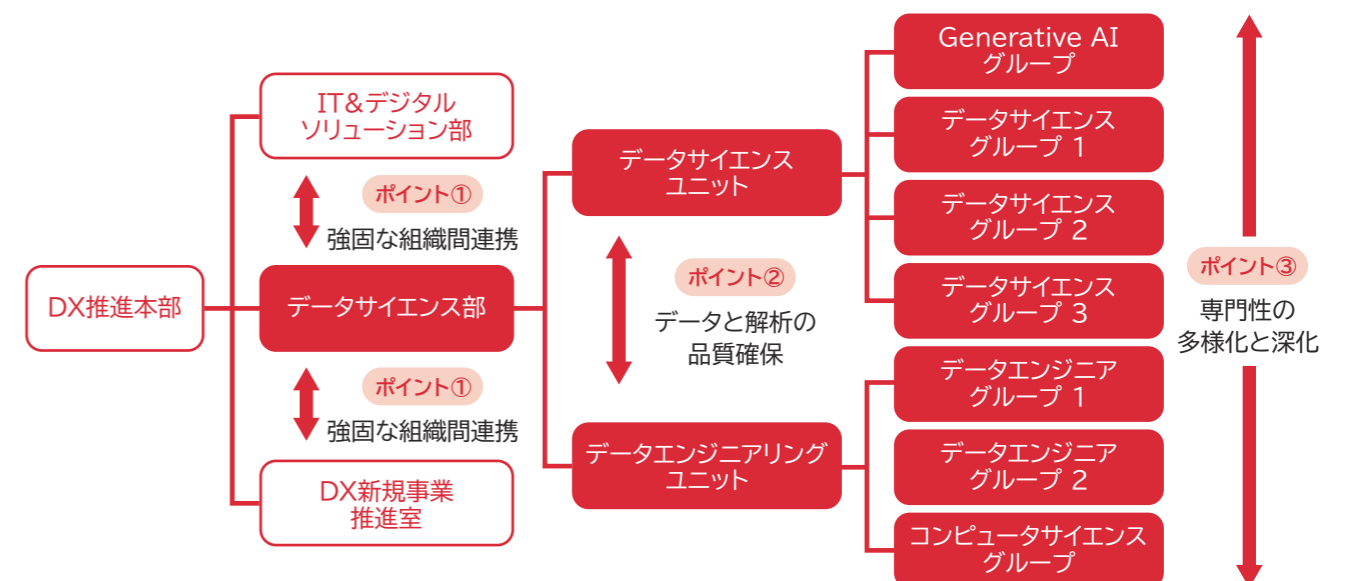 DX推進本部
IT&デジタル
ソリューション部
ポイント①
強固な組織間連携
データサイエンス部
ポイント①
強固な組織間連携
DX新規事業
推進室
データサイエンス
ユニット
ポイント②
データと解析の
品質確保
データエンジニアリング
ユニット
Generative AI
グループ
データサイエンス
グループ 1
データサイエンス
グループ 2
データサイエンス
グループ 3
データエンジニア
グループ 1
データエンジニア
グループ 2
コンピュータサイエンス
グループ
ポイント③
専門性の
多様化と深化